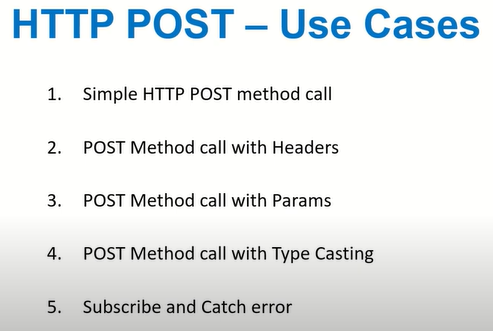 HTTP POST – Use Cases
1. Simple HTTP POST method call
2. POST Method call with Headers
3. POST Method call with Params
4. POST Method call with Type Casting
5. Subscribe and Catch error